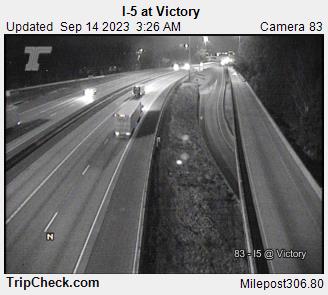 I-5 at Victory
Updated Sep 14 2023 3:26 AM Camera 83
T
N
83 - I5 @ Victory
TripCheck.com Milepost306.80